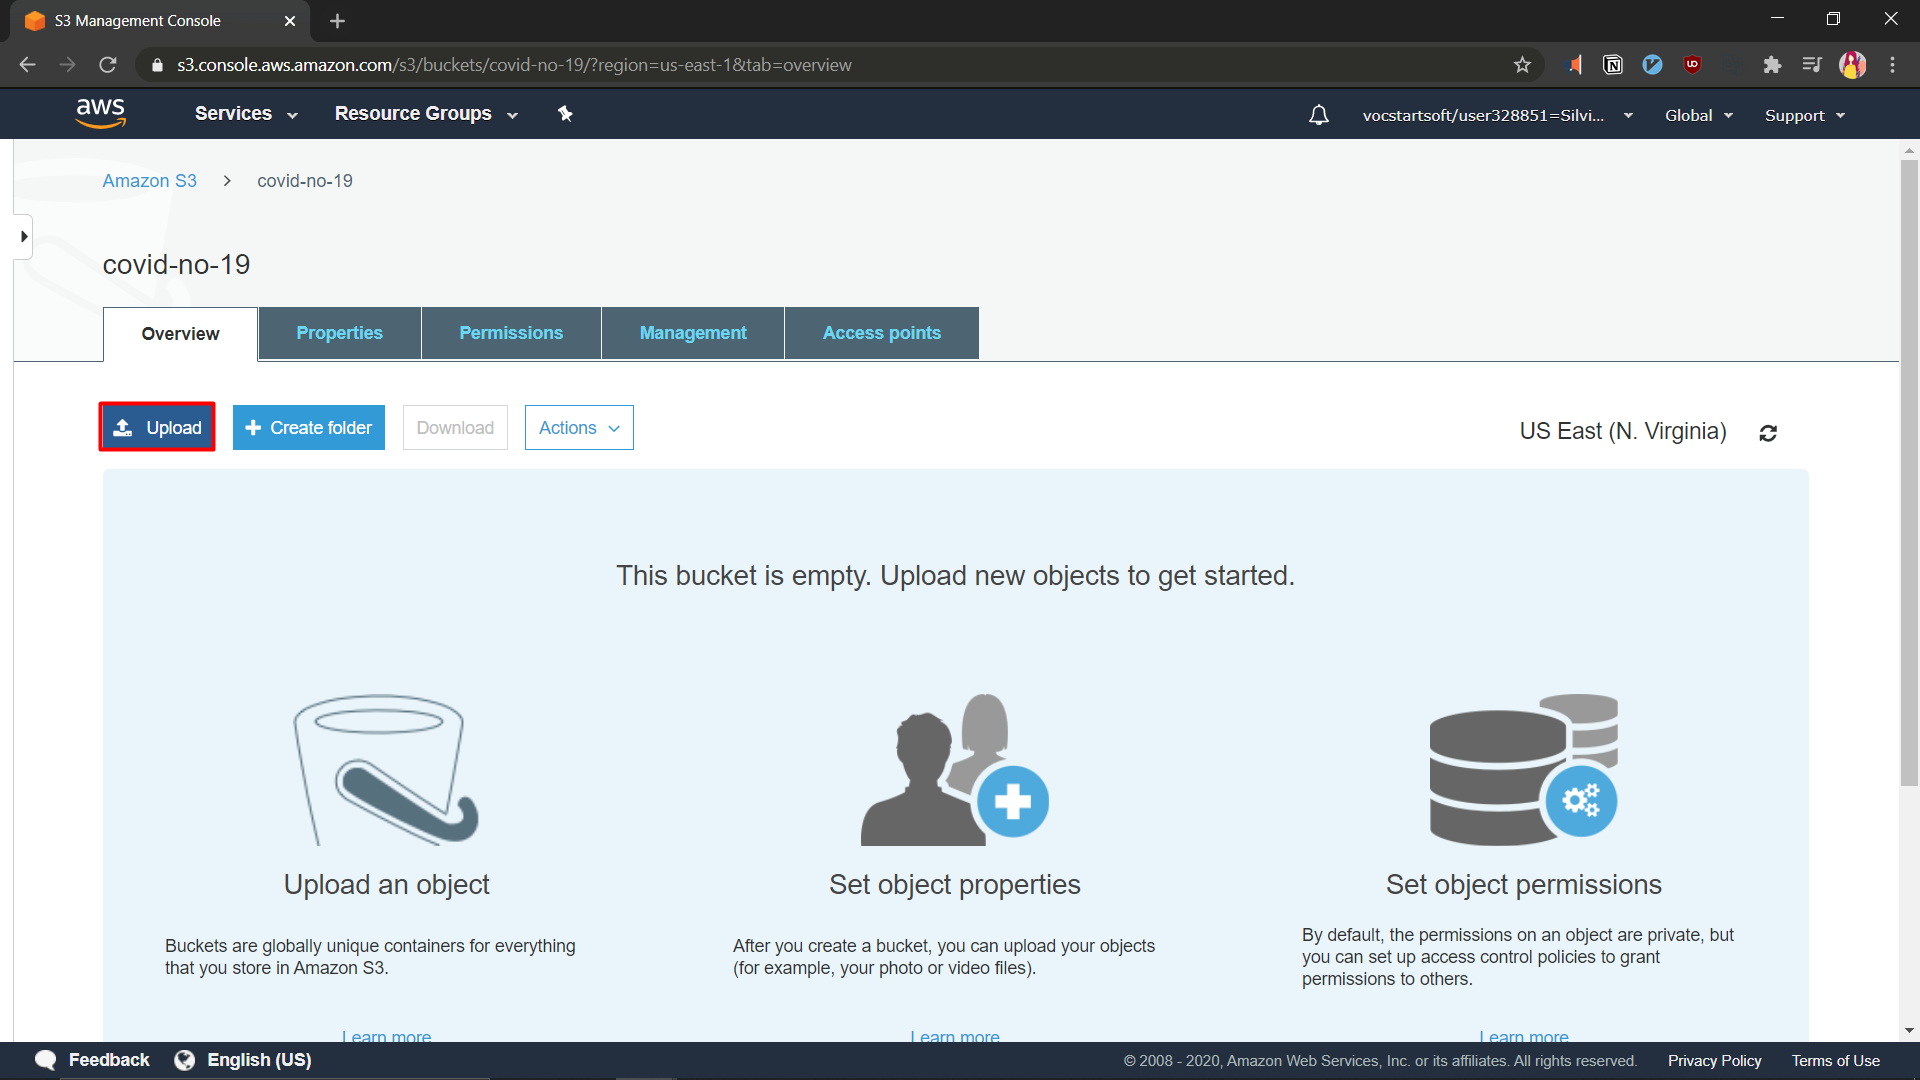 S3 Management Console
s3.console.aws.amazon.com/s3/buckets/covid-no-19/?region=us-east-1&tab=overview
aws
Services
Resource Groups
vocstartsoft/user328851=Silvi...
Global
Support
Amazon S3
covid-no-19
covid-no-19
Overview
Properties
Permissions
Management
Access points
Upload
Create folder
Download
Actions
US East (N. Virginia)
This bucket is empty. Upload new objects to get started.
Upload an object
Buckets are globally unique containers for everything
that you store in Amazon S3.
Learn more
Set object properties
After you create a bucket, you can upload your objects
(for example, your photo or video files).
Learn more
Set object permissions
By default, the permissions on an object are private, but
you can set up access control policies to grant
permissions to others.
Learn more
Feedback
English (US)
© 2008 - 2020, Amazon Web Services, Inc. or its affiliates. All rights reserved.
Privacy Policy
Terms of Use